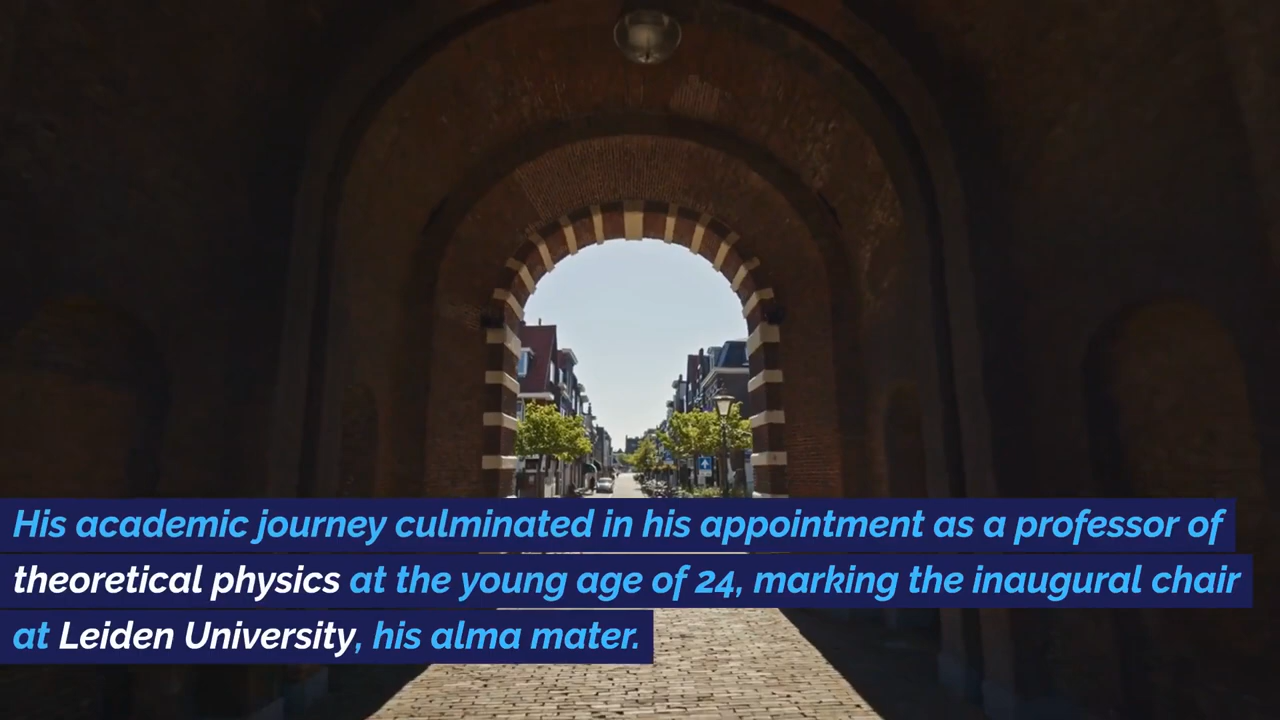 His academic journey culminated in his appointment as a professor of
theoretical physics at the young age of 24, marking the inaugural chair
at Leiden University, his alma mater.